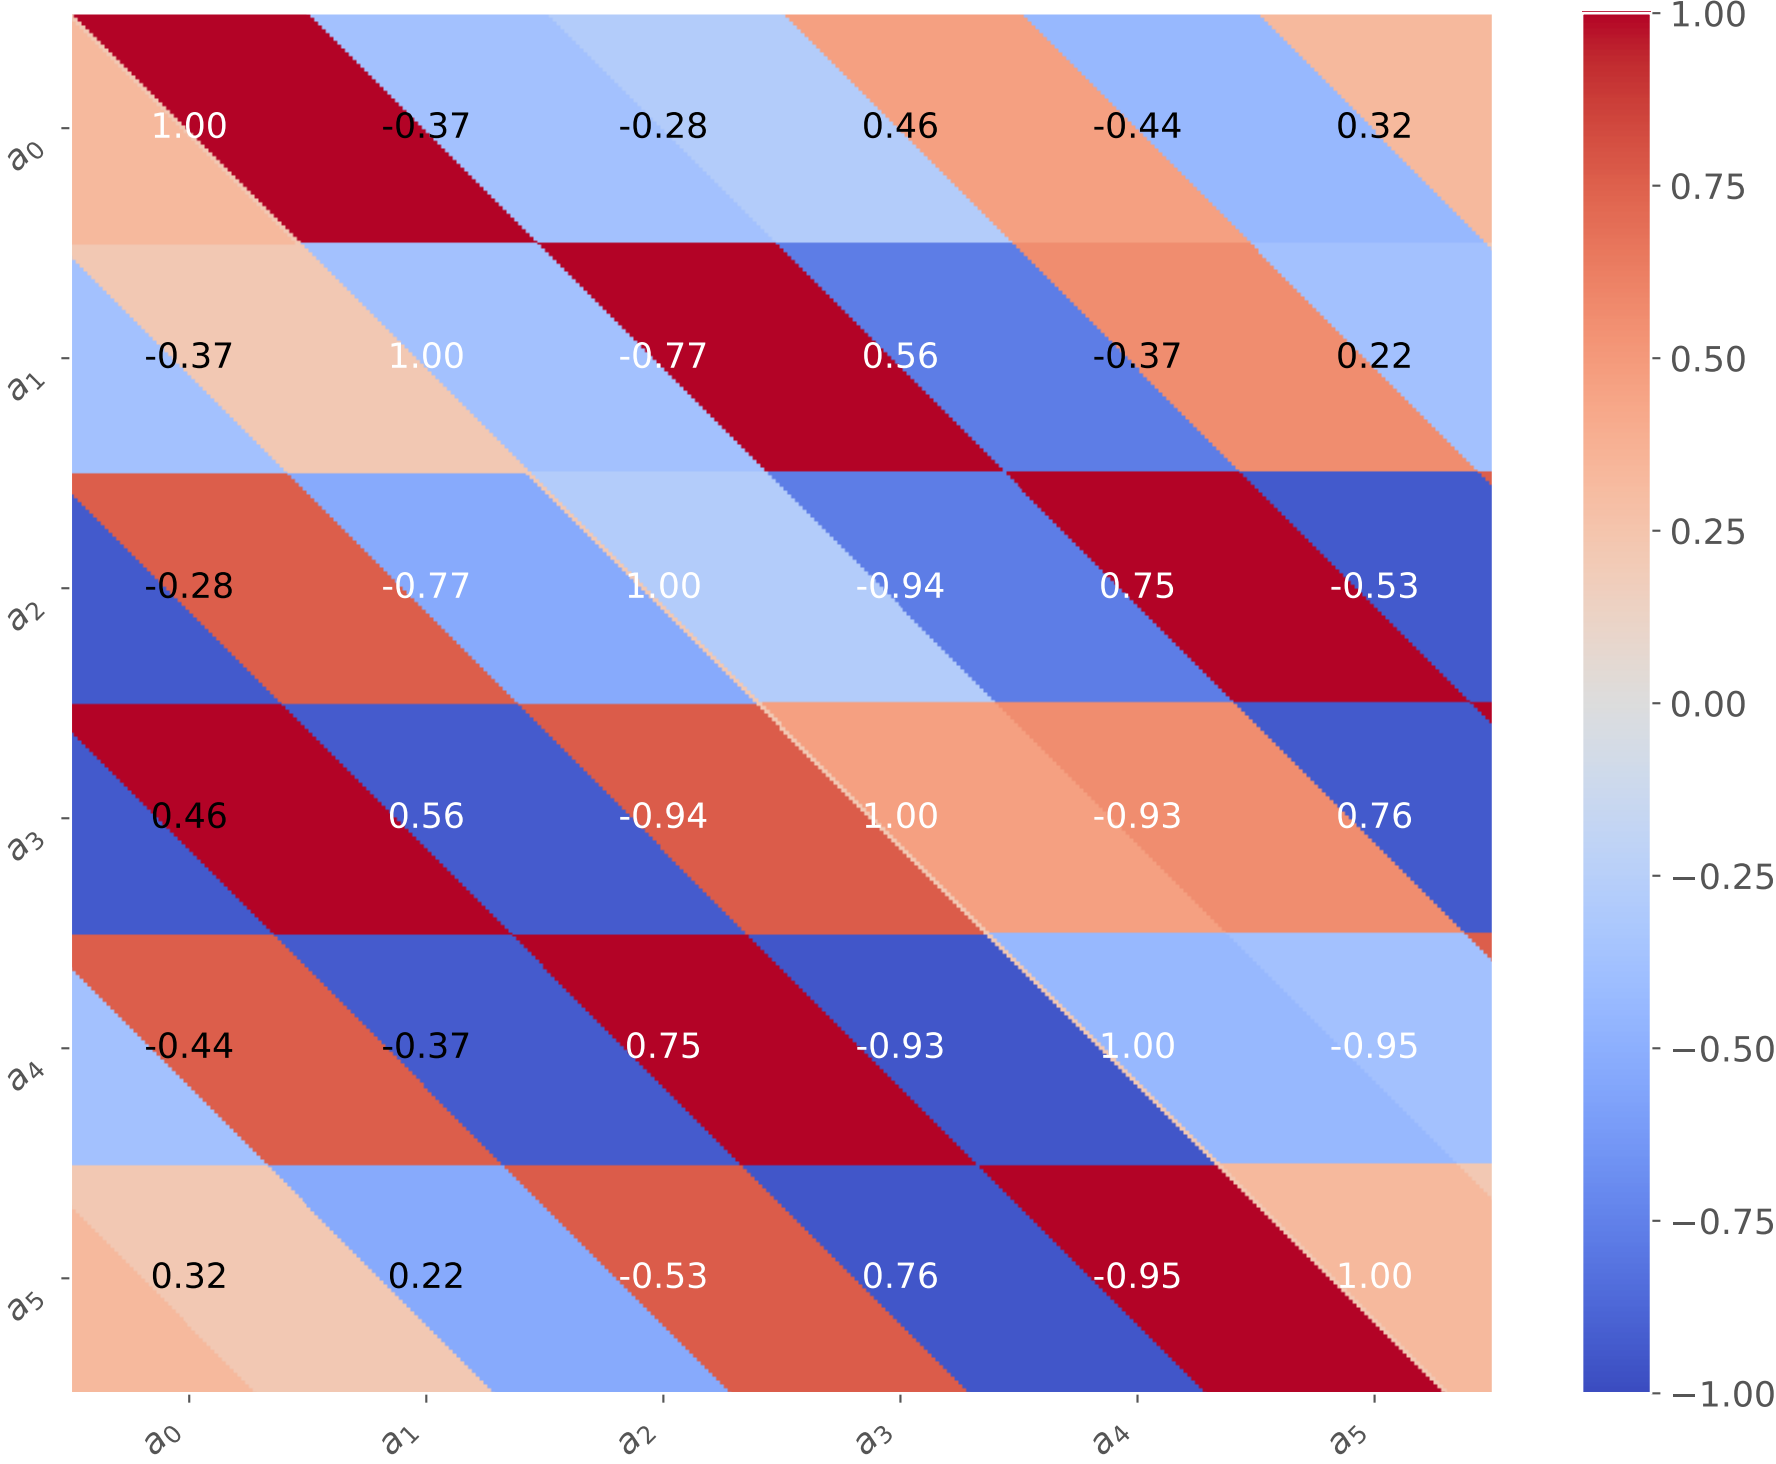 1.00
a0 1.00 -0.37 -0.28 0.46 -0.44 0.32 0.75
a1 -0.37 1.00 -0.77 0.56 -0.37 0.22 0.50
0.25
a2 -0.28 -0.77 1.00 -0.94 0.75 -0.53
0.00
a3 0.46 0.56 -0.94 1.00 -0.93 0.76
−0.25
a4 -0.44 -0.37 0.75 -0.93 1.00 -0.95 −0.50
−0.75
a5 0.32 0.22 -0.53 0.76 -0.95 1.00
−1.00
a0 a1 a2 a3 a4 a5